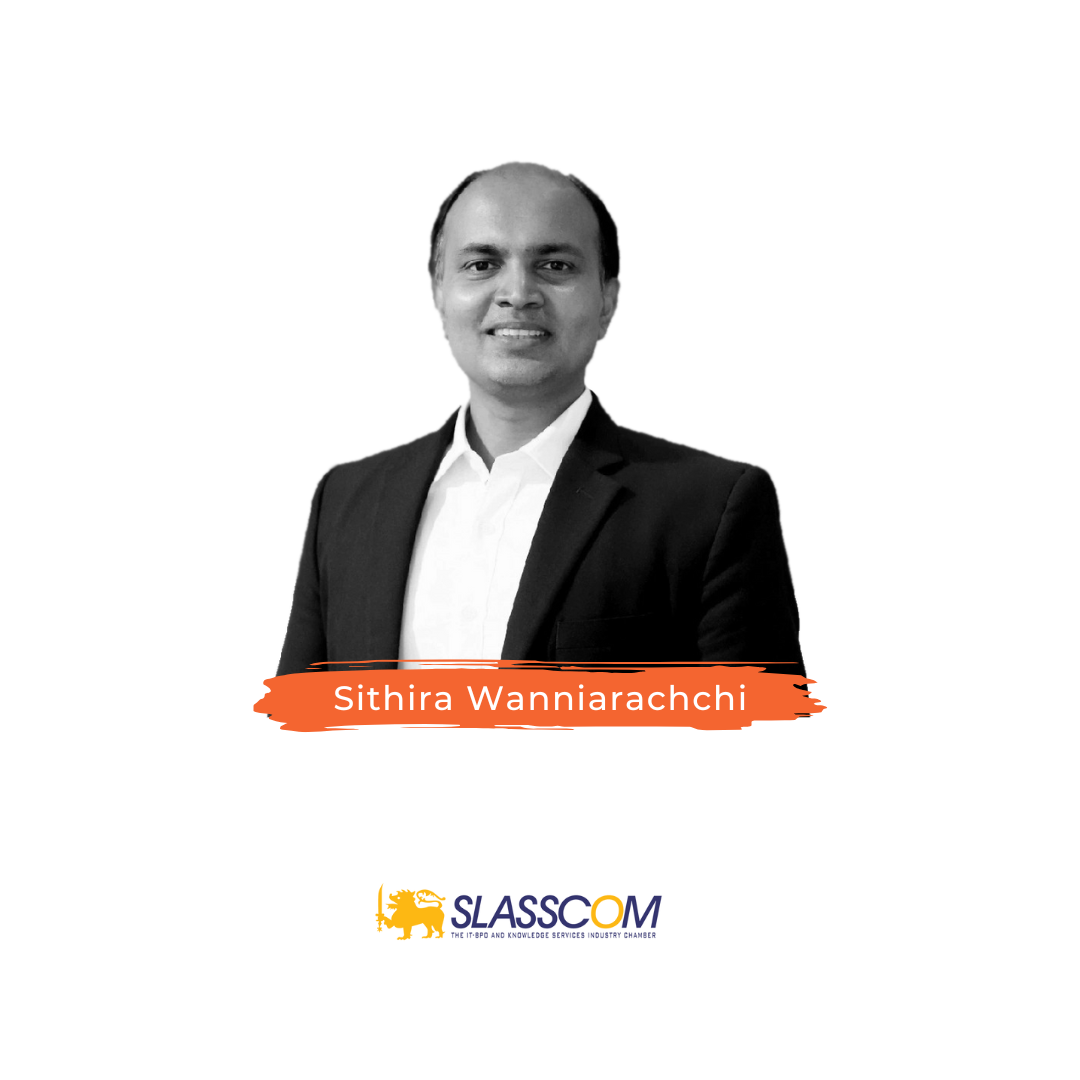 Sithira Wanniarachchi
SLASSCOM
THE IT-BPO AND KNOWLEDGE SERVICES INDUSTRY CHAMBER